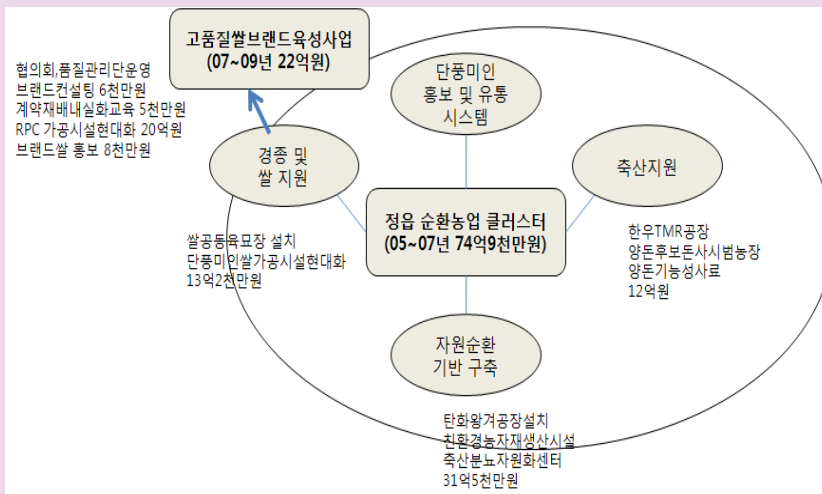 고품질쌀브랜드육성사업
(07~09년 22억원)
협의회,품질관리단운영
브랜드컨설팅 6천만원
계약재배내실화교육 5천만원
RPC 가공시설현대화 20억원
브랜드쌀 홍보 8천만원
단풍미인
홍보 및 유통
시스템
경종 및
쌀 지원
축산지원
정읍 순환농업 클러스터
(05~07년 74억9천만원)
쌀공동육묘장 설치
단풍미인쌀가공시설현대화
13억2천만원
한우TMR공장
양돈후보돈사시범농장
양돈기능성사료
12억원
자원순환
기반 구축
탄화왕겨공장설치
친환경농자재생산시설
축산분뇨자원화센터
31억5천만원